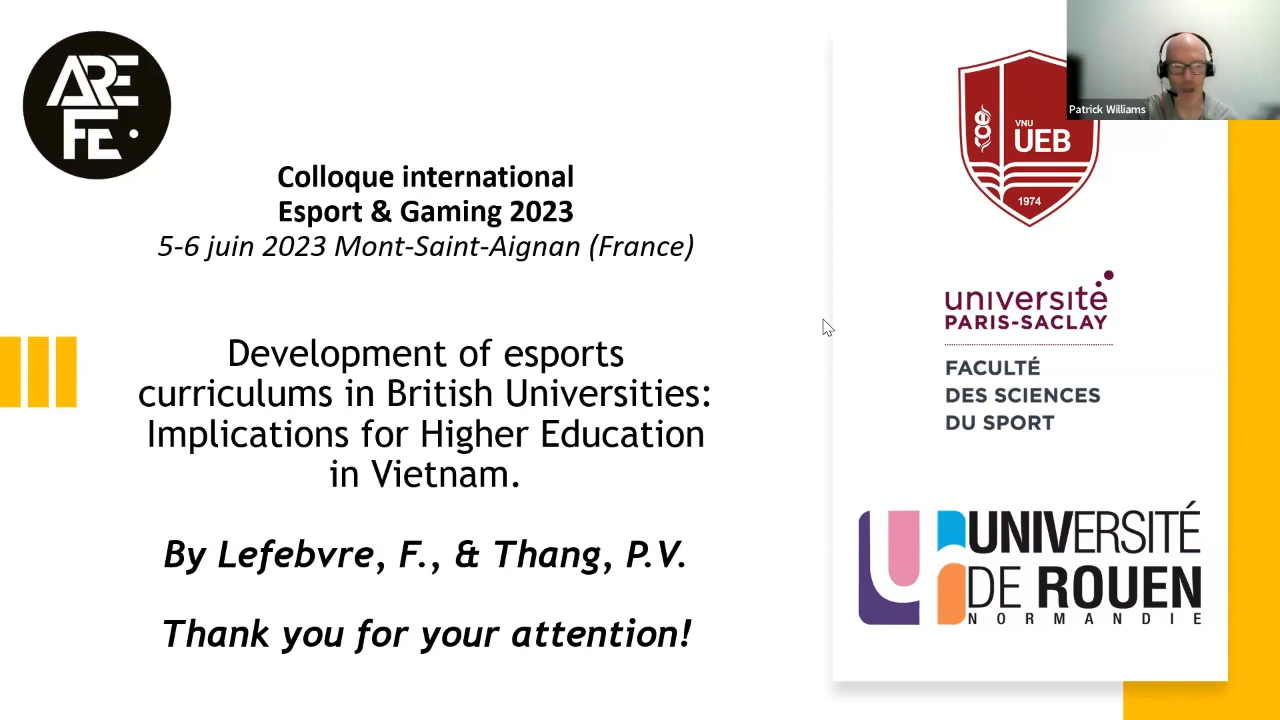 ARE
FE
Colloque international
Esport & Gaming 2023
5-6 juin 2023 Mont-Saint-Aignan (France)
Development of esports
curriculums in British Universities:
Implications for Higher Education
in Vietnam.
By Lefebvre, F., & Thang, P.V.
Thank you for your attention!
Patrick Williams
VNU
UEB
1974
université
PARIS-SACLAY
FACULTÉ
DES SCIENCES
DU SPORT
UNIVERSITÉ
DE ROUEN
NORMANDIE